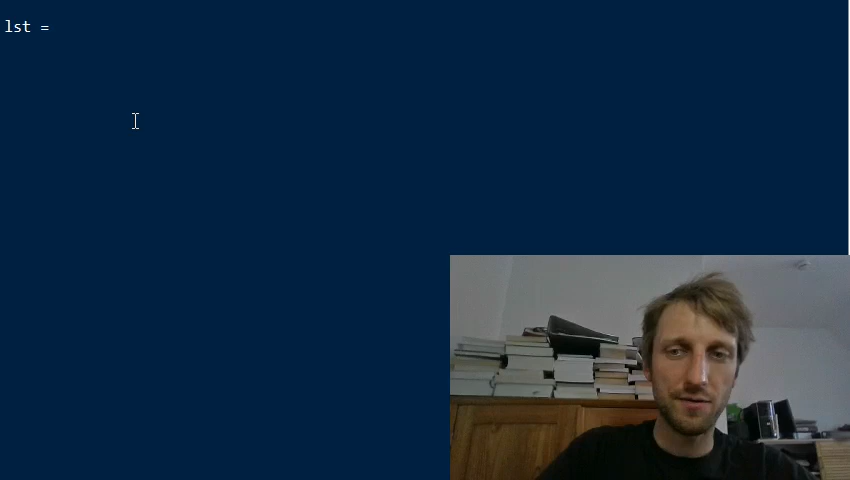 lst =